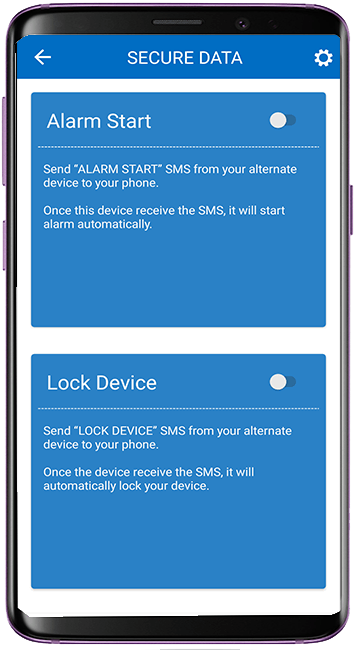 SECURE DATA
Alarm Start
Send “ALARM START” SMS from your alternate
device to your phone.
Once this device receive the SMS, it will start
alarm automatically.
Lock Device
Send “LOCK DEVICE” SMS from your alternate
device to your phone.
Once the device receive the SMS, it will
automatically lock your device.